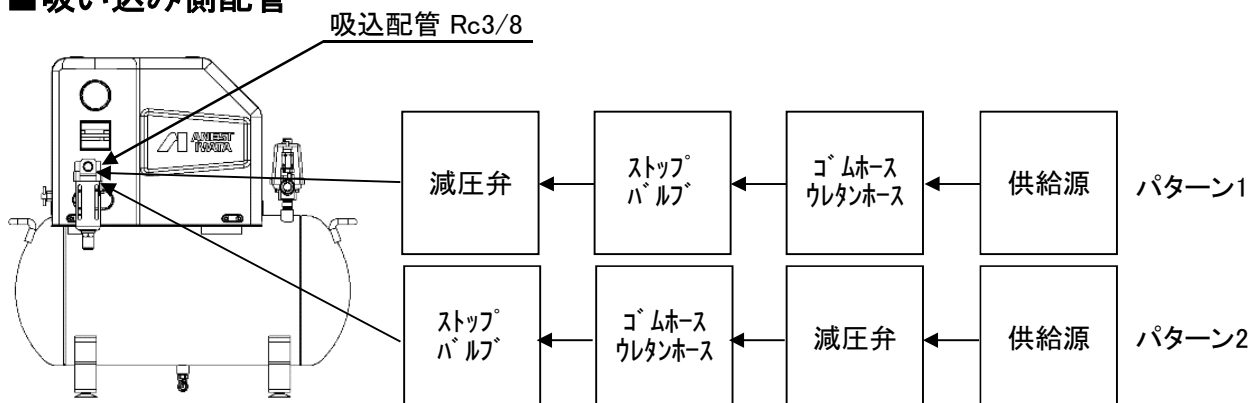 ■吸い込み側配管
吸込配管 Rc3/8
ANEST
IWATA
減圧弁
ｽﾄｯﾌﾟ
ﾊﾞﾙﾌﾞ
ｺﾞﾑﾎｰｽ
ｳﾚﾀﾝﾎｰｽ
供給源
パターン1
ｽﾄｯﾌﾟ
ﾊﾞﾙﾌﾞ
ｺﾞﾑﾎｰｽ
ｳﾚﾀﾝﾎｰｽ
減圧弁
供給源
パターン2